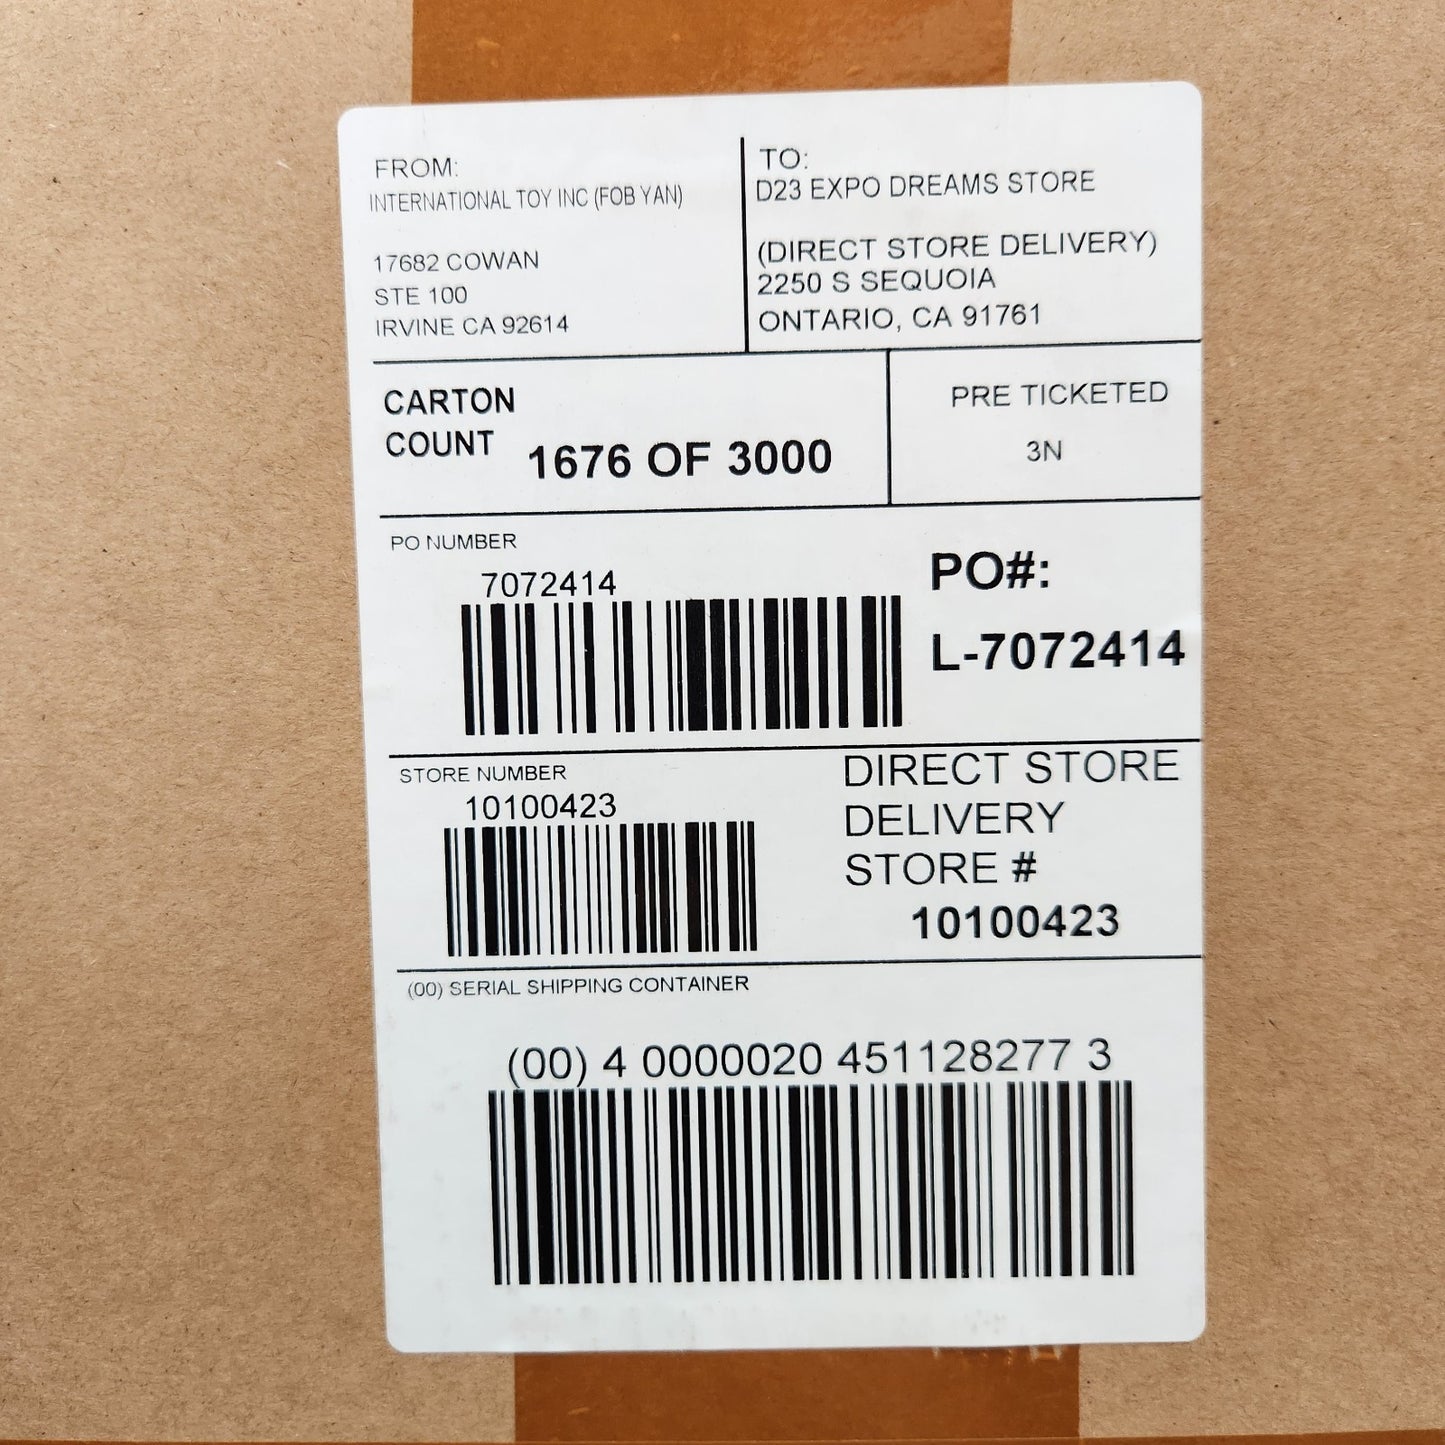 FROM:
INTERNATIONAL TOY INC (FOB YAN)
17682 COWAN
STE 100
IRVINE CA 92614
TO:
D23 EXPO DREAMS STORE
(DIRECT STORE DELIVERY)
2250 S SEQUOIA
ONTARIO, CA 91761
CARTON
COUNT 1676 OF 3000
PRE TICKETED
3N
PO NUMBER
7072414
PO#:
L-7072414
STORE NUMBER
10100423
DIRECT STORE
DELIVERY
STORE #
10100423
(00) SERIAL SHIPPING CONTAINER
(00) 4 0000020 451128277 3